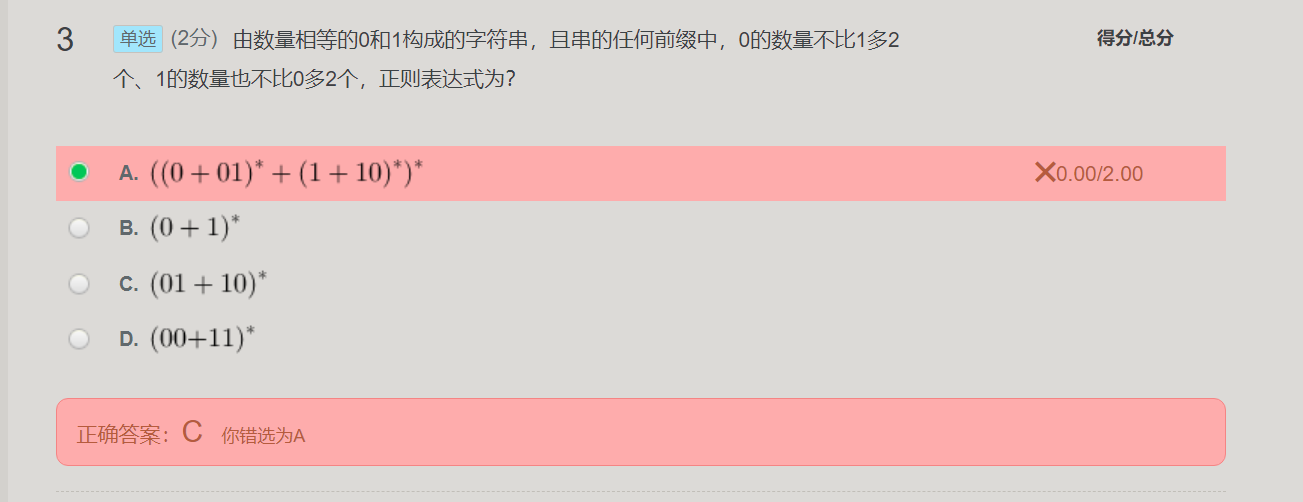 3 单选 (2分) 由数量相等的0和1构成的字符串，且串的任何前缀中，0的数量不比1多2 得分/总分
个、1的数量也不比0多2个，正则表达式为?
A. ((0 + 01)* + (1 + 10)*)* ✕0.00/2.00
B. (0 + 1)*
C. (01 + 10)*
D. (00+11)*
正确答案：C 你错选为A